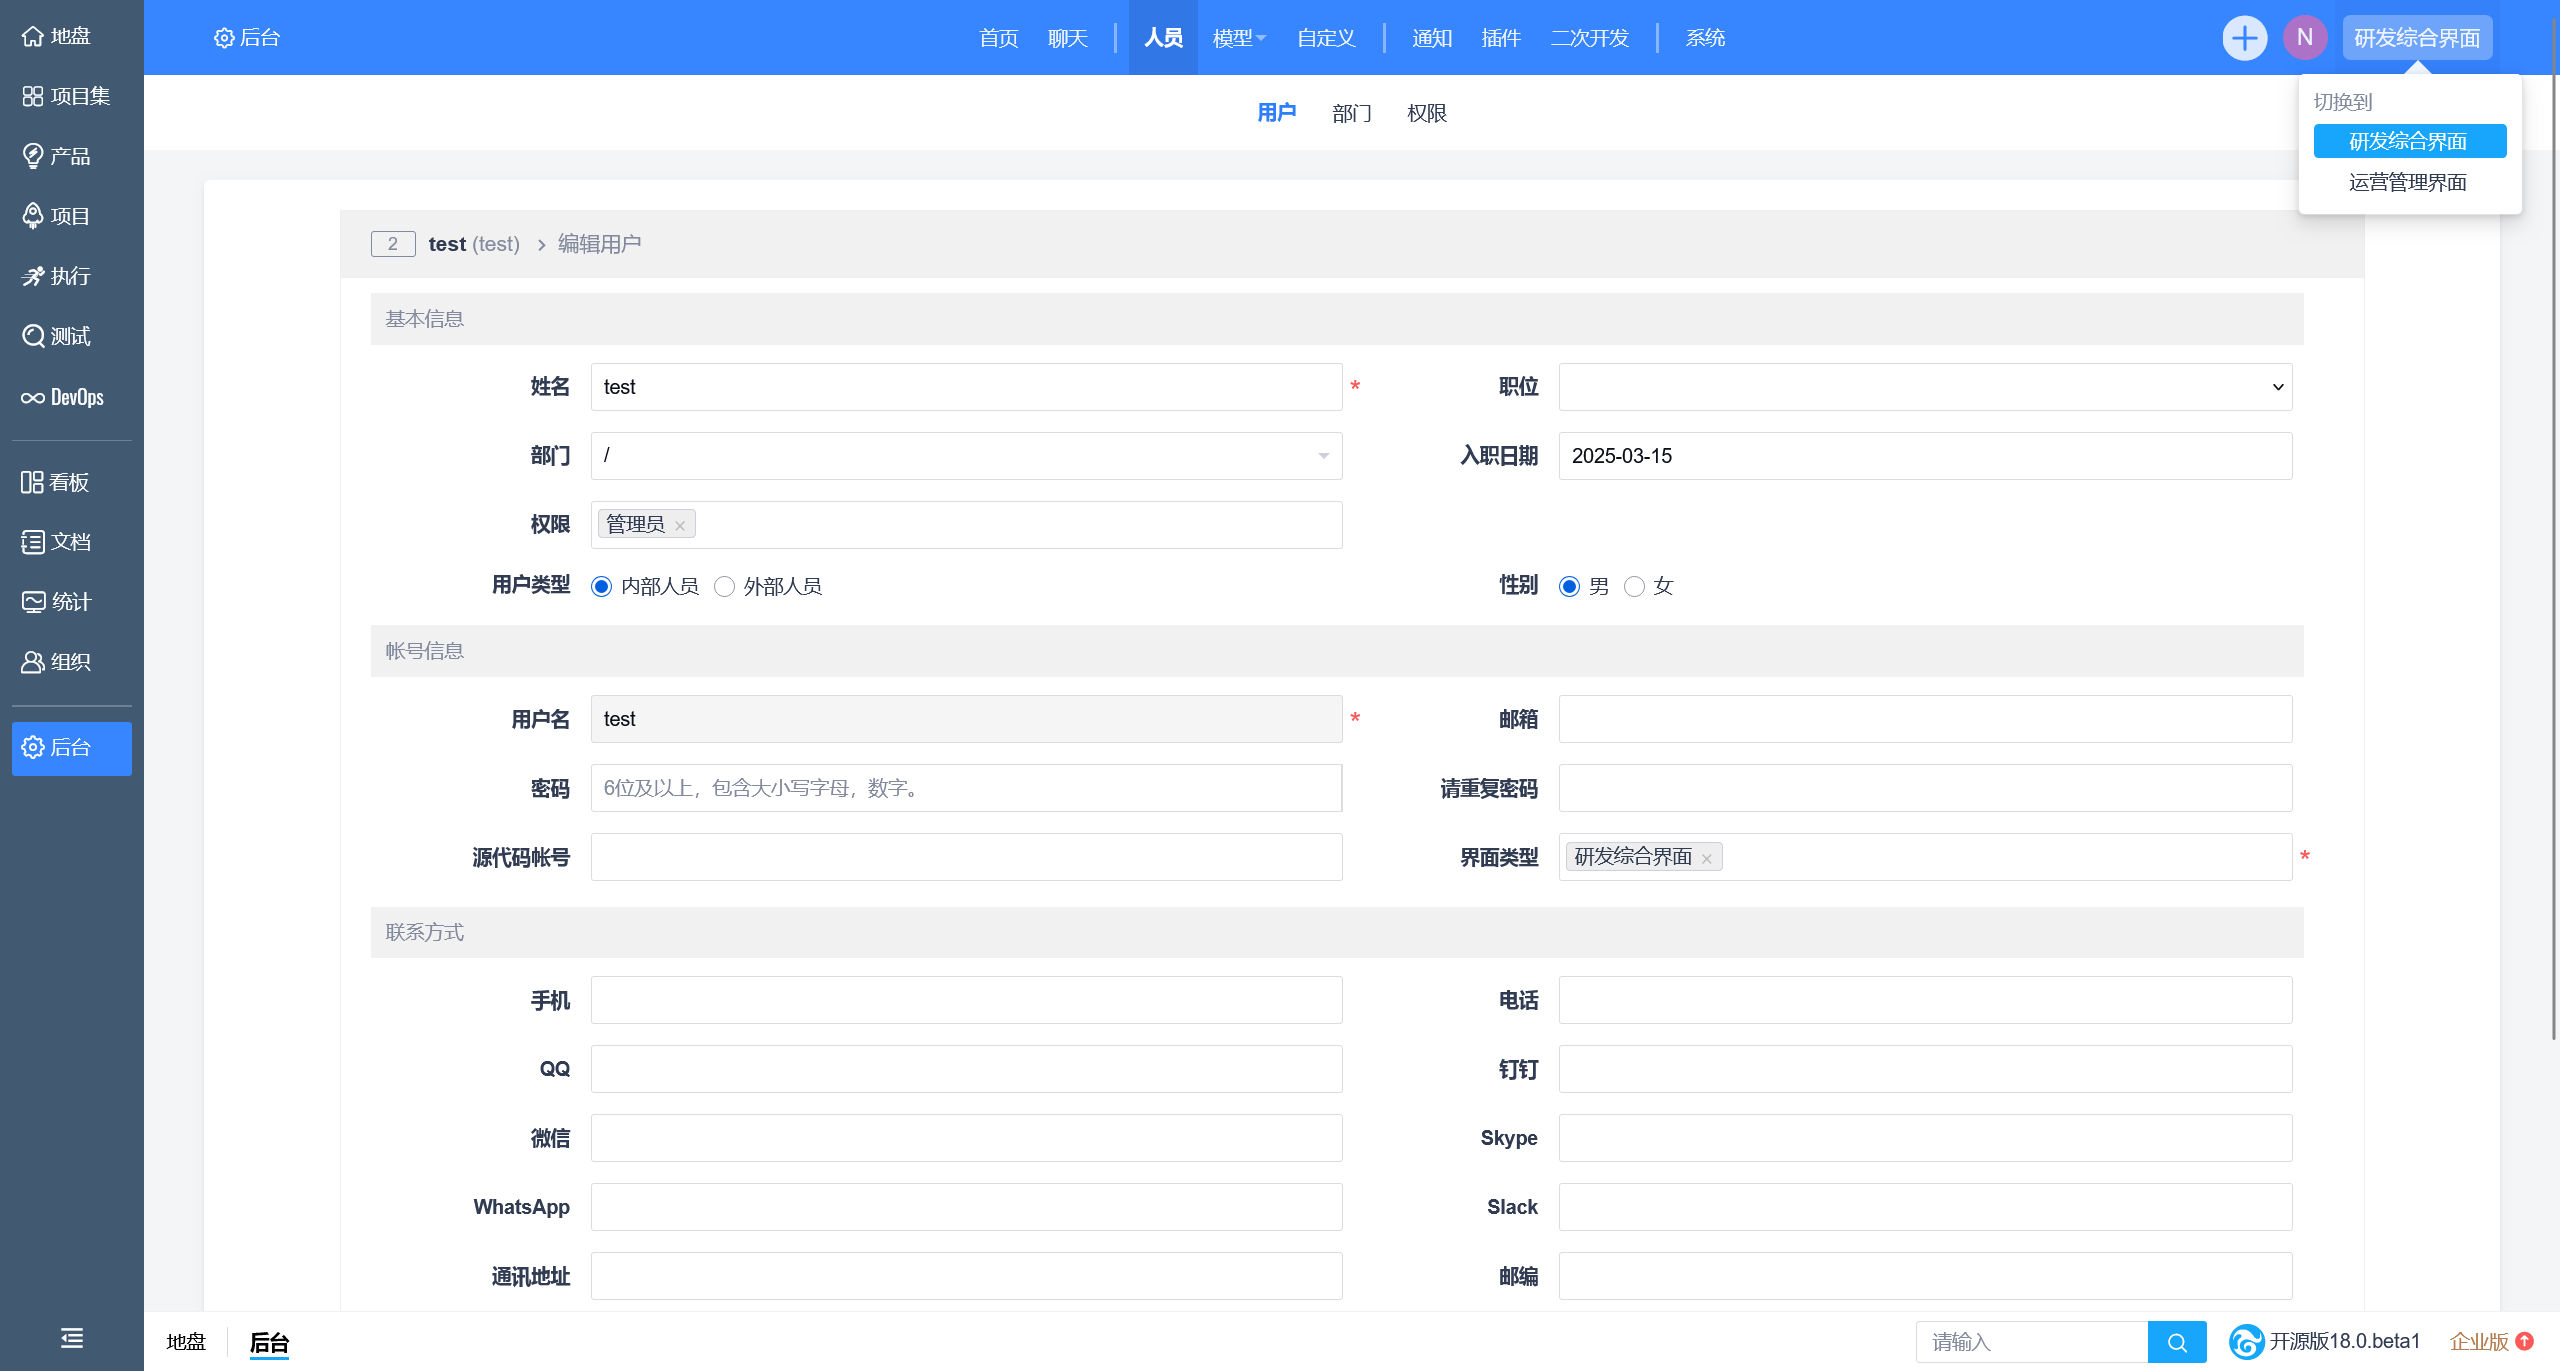 地盘
项目集
产品
项目
执行
测试
DevOps
看板
文档
统计
组织
后台
后台
首页 聊天 人员 模型 自定义 通知 插件 二次开发 系统
N 研发综合界面
切换到
研发综合界面
运营管理界面
用户 部门 权限
2 test (test) 编辑用户
基本信息
姓名 test * 职位
部门 / 入职日期 2025-03-15
权限 管理员 ×
用户类型 内部人员 外部人员 性别 男 女
帐号信息
用户名 test * 邮箱
密码 6位及以上，包含大小写字母，数字。 请重复密码
源代码帐号 界面类型 研发综合界面 × *
联系方式
手机 电话
QQ 钉钉
微信 Skype
WhatsApp Slack
通讯地址 邮编
地盘 后台 请输入 开源版18.0.beta1 企业版